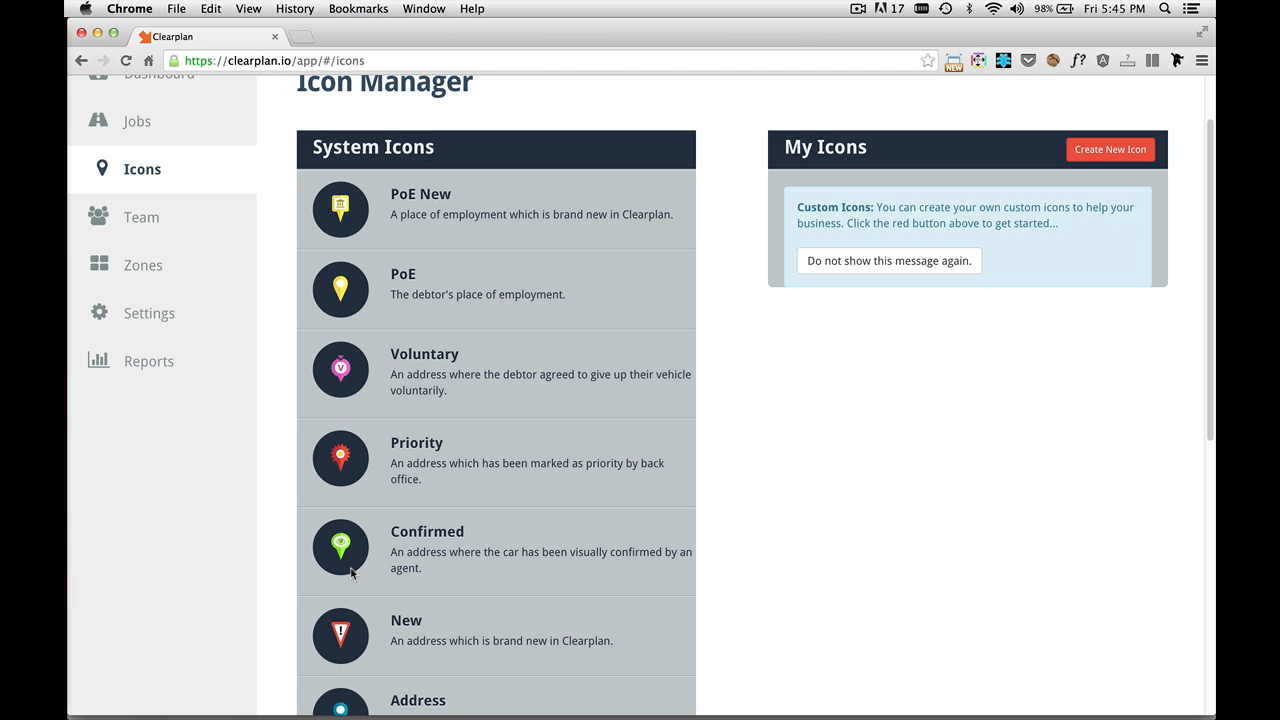 Chrome File Edit View History Bookmarks Window Help 17 98% Fri 5:45 PM
Clearplan
https://clearplan.io/app/#/icons
NEW f?
Dashboard
Icon Manager
Jobs
Icons
Team
Zones
Settings
Reports
System Icons
PoE New
A place of employment which is brand new in Clearplan.
PoE
The debtor's place of employment.
V
Voluntary
An address where the debtor agreed to give up their vehicle
voluntarily.
Priority
An address which has been marked as priority by back
office.
Confirmed
An address where the car has been visually confirmed by an
agent.
!
New
An address which is brand new in Clearplan.
Address
My Icons
Create New Icon
Custom Icons: You can create your own custom icons to help your
business. Click the red button above to get started...
Do not show this message again.